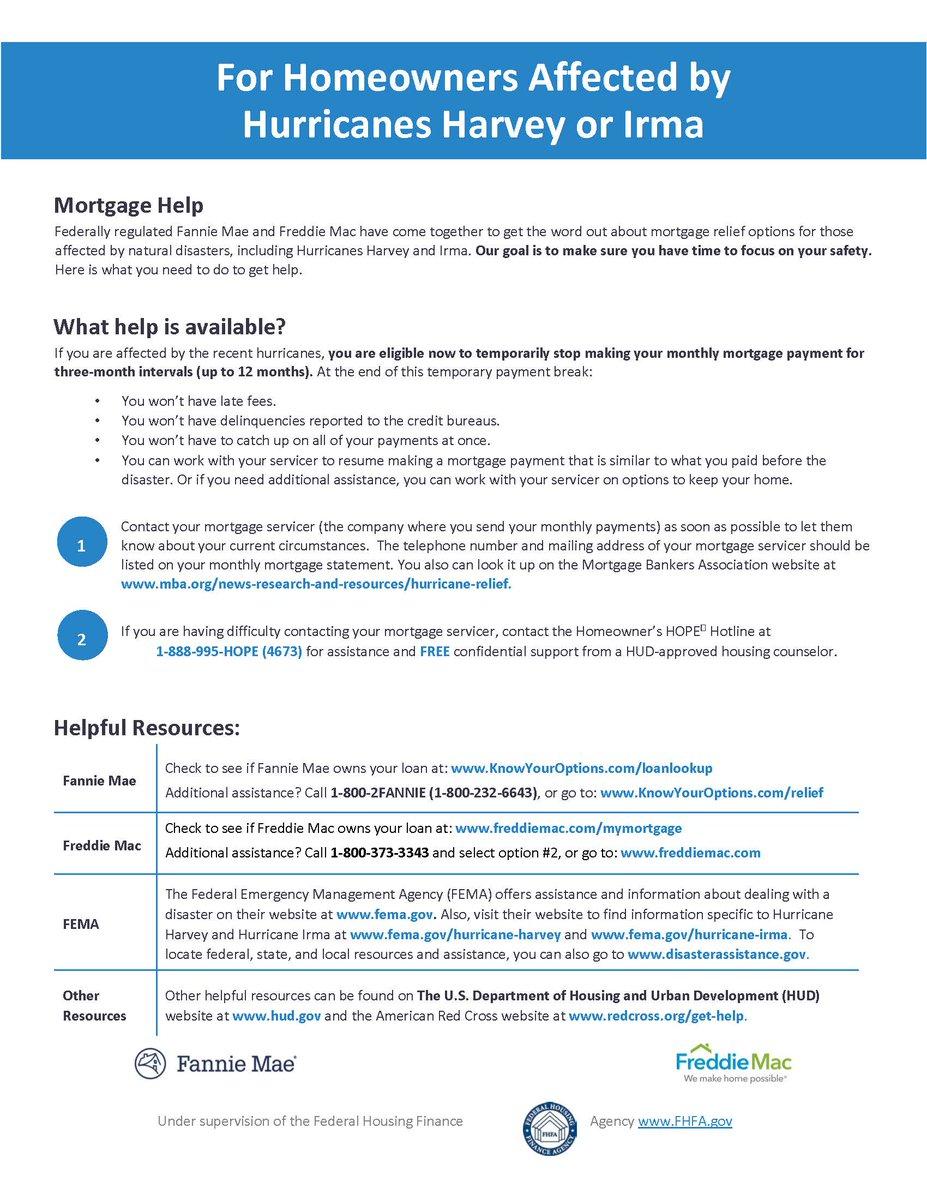 For Homeowners Affected by
Hurricanes Harvey or Irma
Mortgage Help
Federally regulated Fannie Mae and Freddie Mac have come together to get the word out about mortgage relief options for those
affected by natural disasters, including Hurricanes Harvey and Irma. Our goal is to make sure you have time to focus on your safety.
Here is what you need to do to get help.
What help is available?
If you are affected by the recent hurricanes, you are eligible now to temporarily stop making your monthly mortgage payment for
three-month intervals (up to 12 months). At the end of this temporary payment break:
• You won't have late fees.
• You won't have delinquencies reported to the credit bureaus.
• You won't have to catch up on all of your payments at once.
• You can work with your servicer to resume making a mortgage payment that is similar to what you paid before the
disaster. Or if you need additional assistance, you can work with your servicer on options to keep your home.
1
Contact your mortgage servicer (the company where you send your monthly payments) as soon as possible to let them
know about your current circumstances. The telephone number and mailing address of your mortgage servicer should be
listed on your monthly mortgage statement. You also can look it up on the Mortgage Bankers Association website at
www.mba.org/news-research-and-resources/hurricane-relief.
2
If you are having difficulty contacting your mortgage servicer, contact the Homeowner's HOPE Hotline at
1-888-995-HOPE (4673) for assistance and FREE confidential support from a HUD-approved housing counselor.
Helpful Resources:
Fannie Mae
Check to see if Fannie Mae owns your loan at: www.KnowYourOptions.com/loanlookup
Additional assistance? Call 1-800-2FANNIE (1-800-232-6643), or go to: www.KnowYourOptions.com/relief
Freddie Mac
Check to see if Freddie Mac owns your loan at: www.freddiemac.com/mymortgage
Additional assistance? Call 1-800-373-3343 and select option #2, or go to: www.freddiemac.com
FEMA
The Federal Emergency Management Agency (FEMA) offers assistance and information about dealing with a
disaster on their website at www.fema.gov. Also, visit their website to find information specific to Hurricane
Harvey and Hurricane Irma at www.fema.gov/hurricane-harvey and www.fema.gov/hurricane-irma. To
locate federal, state, and local resources and assistance, you can also go to www.disasterassistance.gov.
Other
Resources
Other helpful resources can be found on The U.S. Department of Housing and Urban Development (HUD)
website at www.hud.gov and the American Red Cross website at www.redcross.org/get-help.
Fannie Mae®
Freddie Mac
We make home possible®
Under supervision of the Federal Housing Finance
FEDERAL HOUSING
FHFA
FINANCE AGENCY
Agency www.FHFA.gov